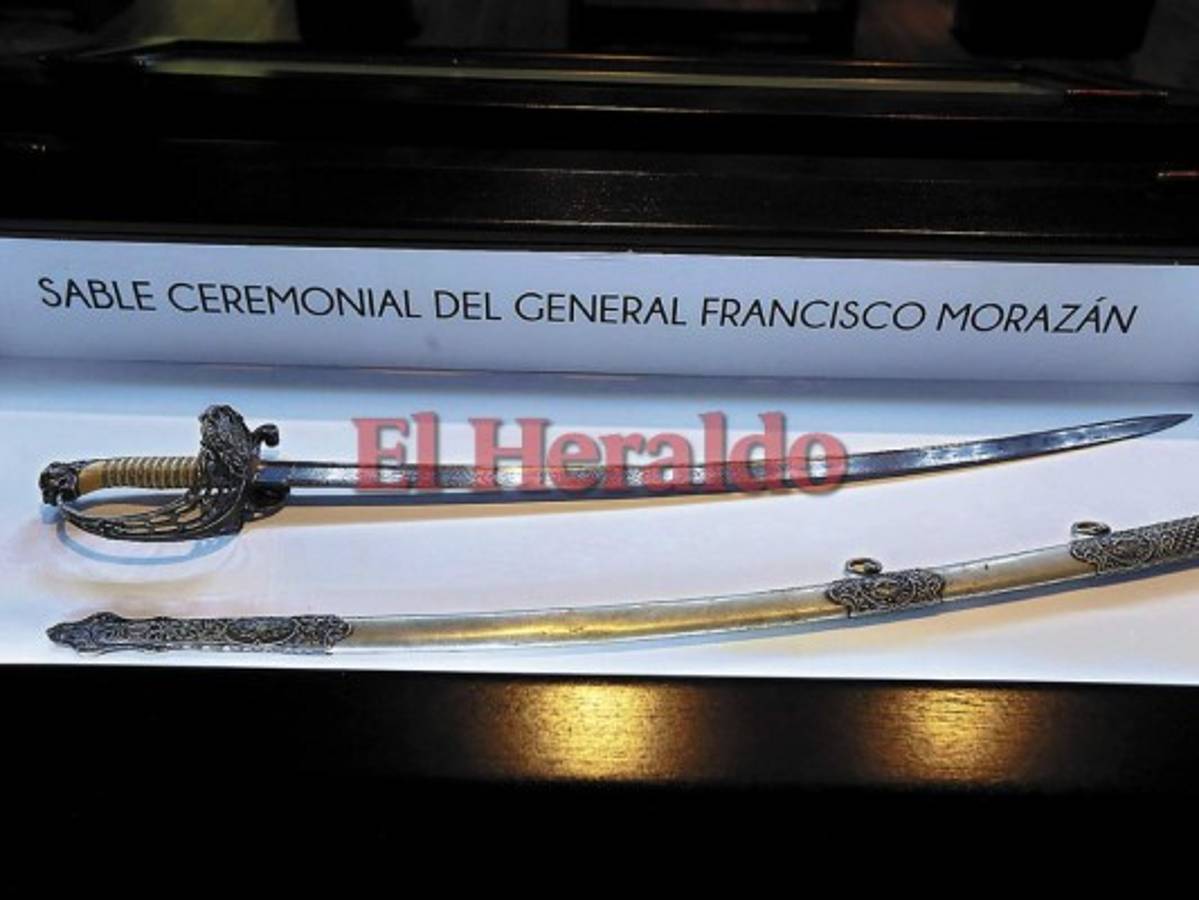 SABLE CEREMONIAL DEL GENERAL FRANCISCO MORAZÁN
El Heraldo